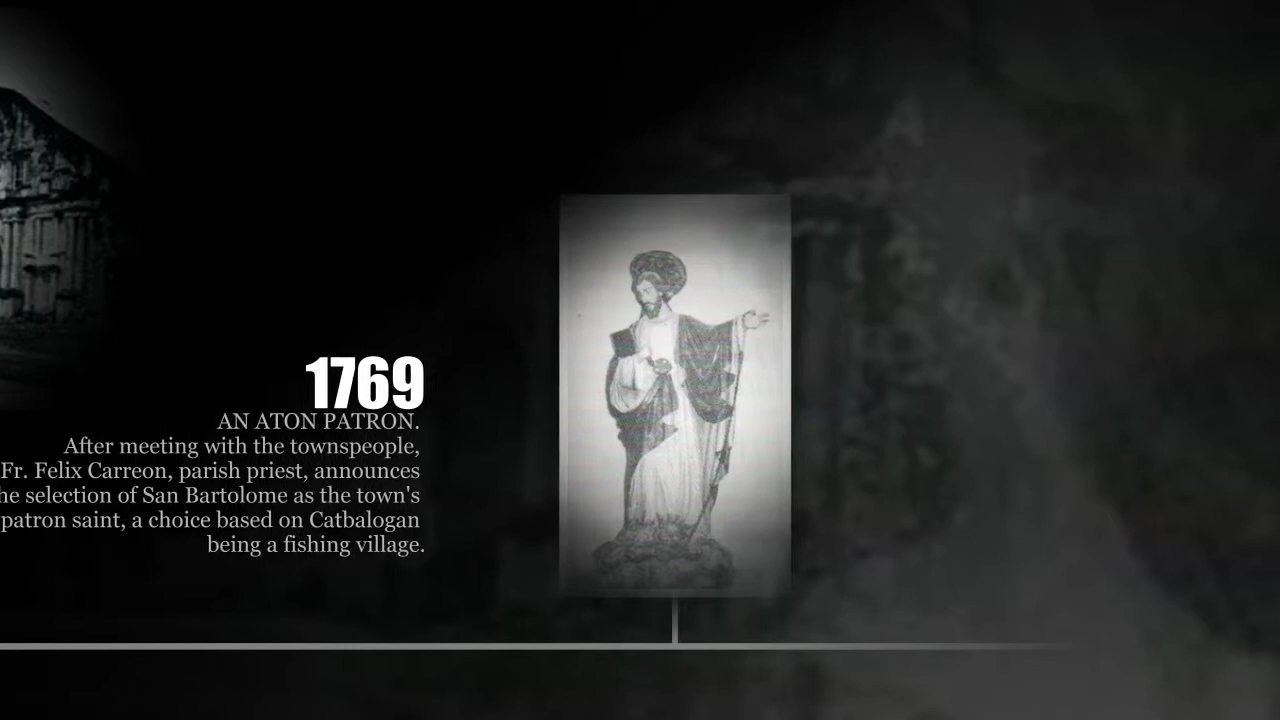 1769
AN ATON PATRON.
After meeting with the townspeople,
Fr. Felix Carreon, parish priest, announces
he selection of San Bartolome as the town's
patron saint, a choice based on Catbalogan
being a fishing village.